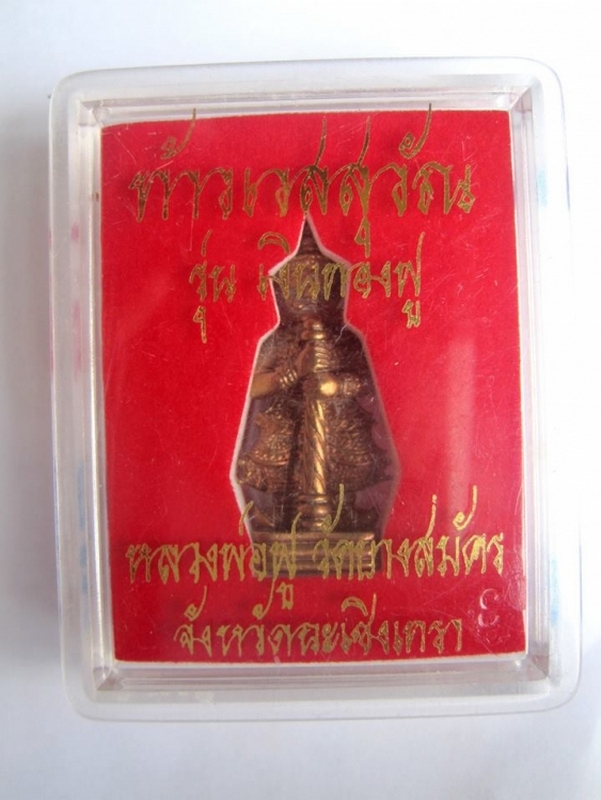 ท้าวเวสสุวัณ
รุ่น เงินทองฟู
หลวงพ่อฟู วัดบางสมัคร
จังหวัดฉะเชิงเทรา